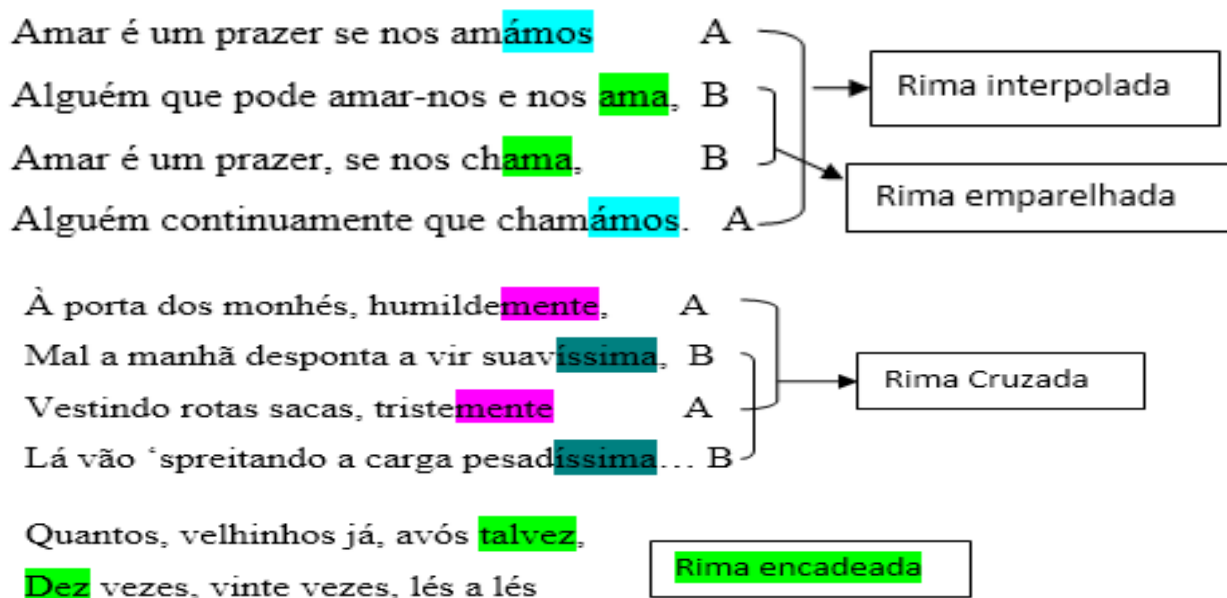 Amar é um prazer se nos amámos A
Alguém que pode amar-nos e nos ama, B
Rima interpolada
Amar é um prazer, se nos chama, B
Rima emparelhada
Alguém continuamente que chamámos. A
À porta dos monhés, humildemente, A
Mal a manhã desponta a vir suavíssima, B
Rima Cruzada
Vestindo rotas sacas, tristemente A
Lá vão ‘spreitando a carga pesadíssima… B
Quantos, velhinhos já, avós talvez,
Dez vezes, vinte vezes, lés a lés
Rima encadeada